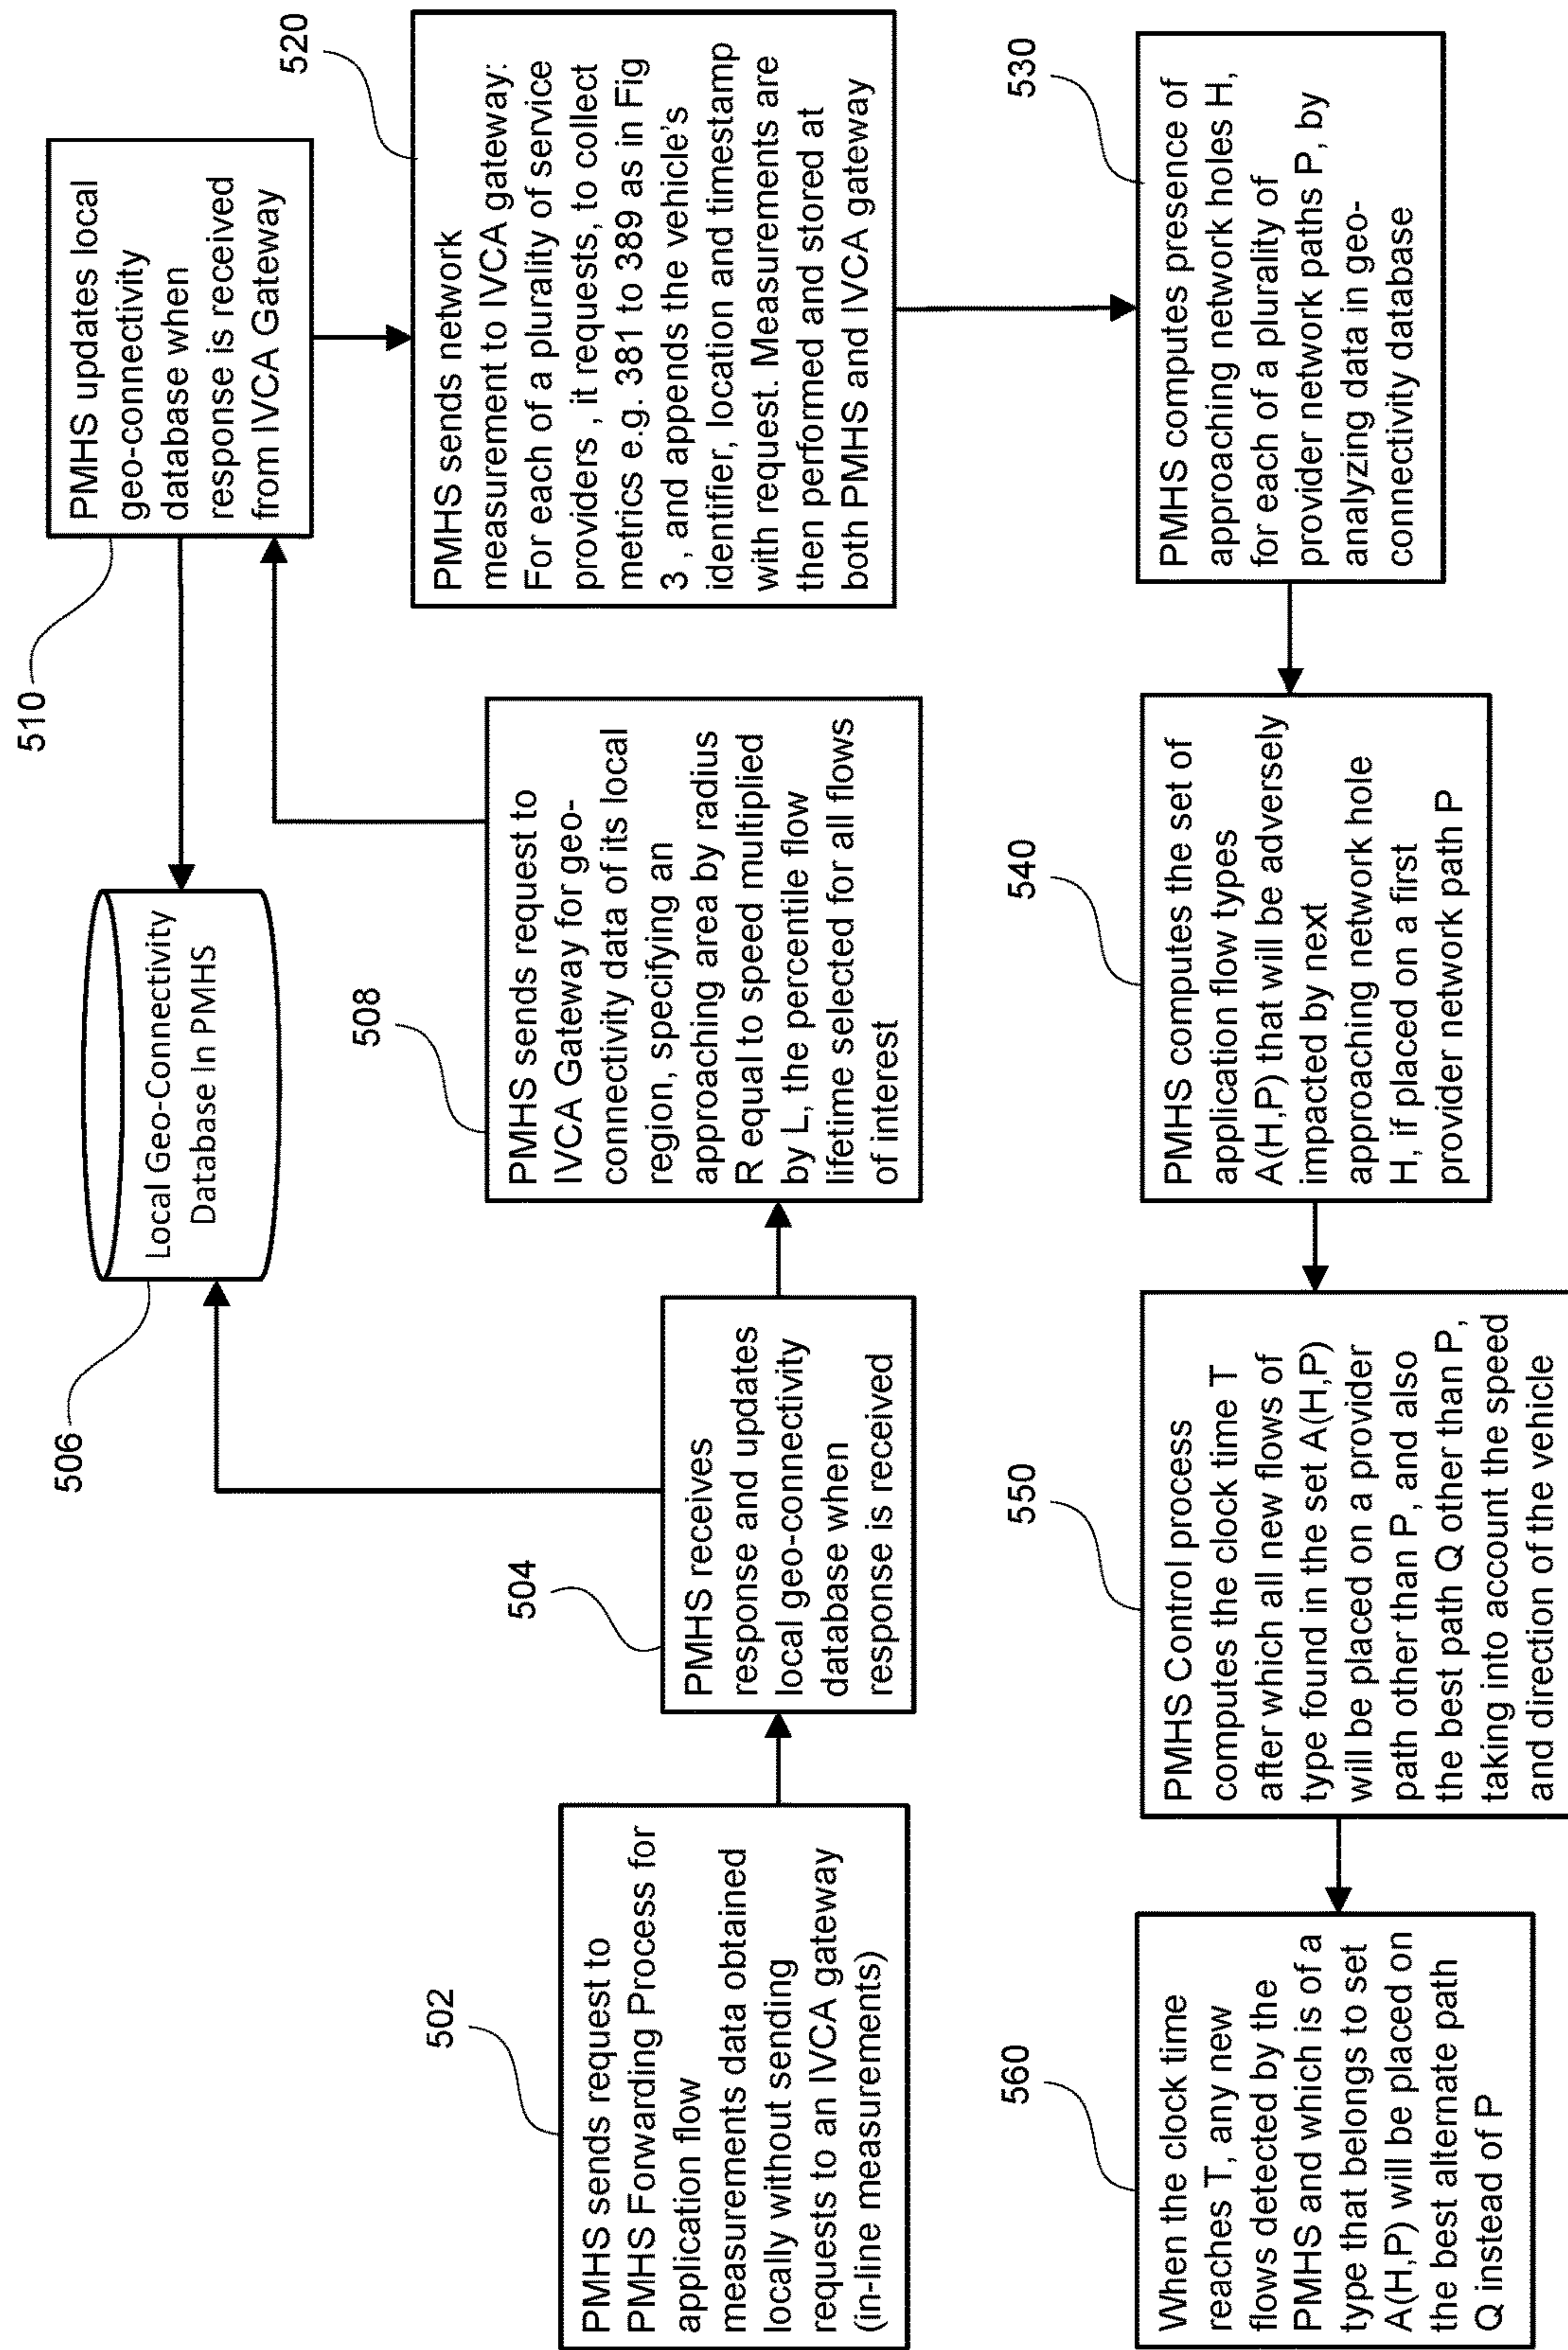 502
PMHS sends request to
PMHS Forwarding Process for
application flow
measurements data obtained
locally without sending
requests to an IVCA gateway
(in-line measurements)
504
PMHS receives
response and updates
local geo-connectivity
database when
response is received
506
Local Geo-Connectivity
Database In PMHS
508
PMHS sends request to
IVCA Gateway for geo-
connectivity data of its local
region, specifying an
approaching area by radius
R equal to speed multiplied
by L, the percentile flow
lifetime selected for all flows
of interest
510
PMHS updates local
geo-connectivity
database when
response is received
from IVCA Gateway
520
PMHS sends network
measurement to IVCA gateway:
For each of a plurality of service
providers , it requests, to collect
metrics e.g. 381 to 389 as in Fig
3 , and appends the vehicle's
identifier, location and timestamp
with request. Measurements are
then performed and stored at
both PMHS and IVCA gateway
530
PMHS computes presence of
approaching network holes H,
for each of a plurality of
provider network paths P, by
analyzing data in geo-
connectivity database
540
PMHS computes the set of
application flow types
A(H,P) that will be adversely
impacted by next
approaching network hole
H, if placed on a first
provider network path P
550
PMHS Control process
computes the clock time T
after which all new flows of
type found in the set A(H,P)
will be placed on a provider
path other than P, and also
the best path Q other than P,
taking into account the speed
and direction of the vehicle
560
When the clock time
reaches T, any new
flows detected by the
PMHS and which is of a
type that belongs to set
A(H,P) will be placed on
the best alternate path
Q instead of P